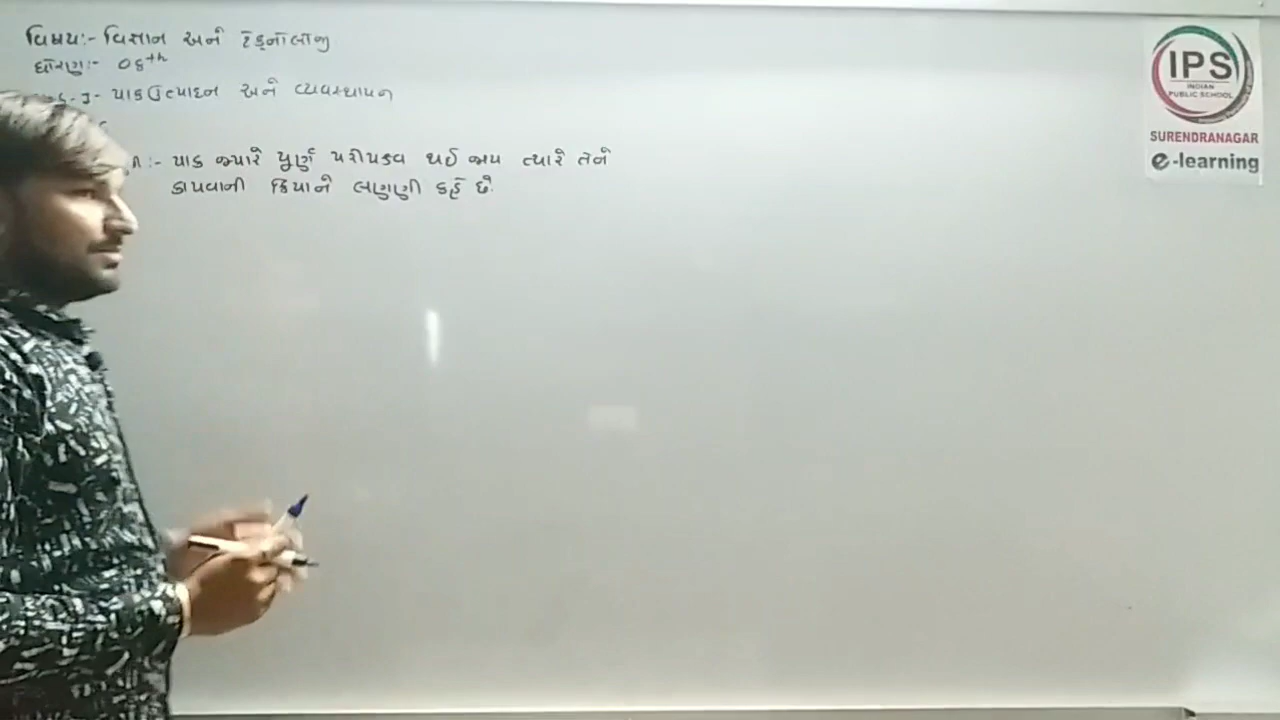 વિષય:- વિજ્ઞાન અને ટેક્નોલોજી
ધોરણ:- 08th
પાક ઉત્પાદન અને વ્યવસ્થાપન
:- પાક જ્યારે પુર્ણ પરીપક્વ થઈ જાય ત્યારે તેને
કાપવાની ક્રિયાને લણણી કહે છે.
IPS
INDIAN
PUBLIC SCHOOL
SURENDRANAGAR
e-learning